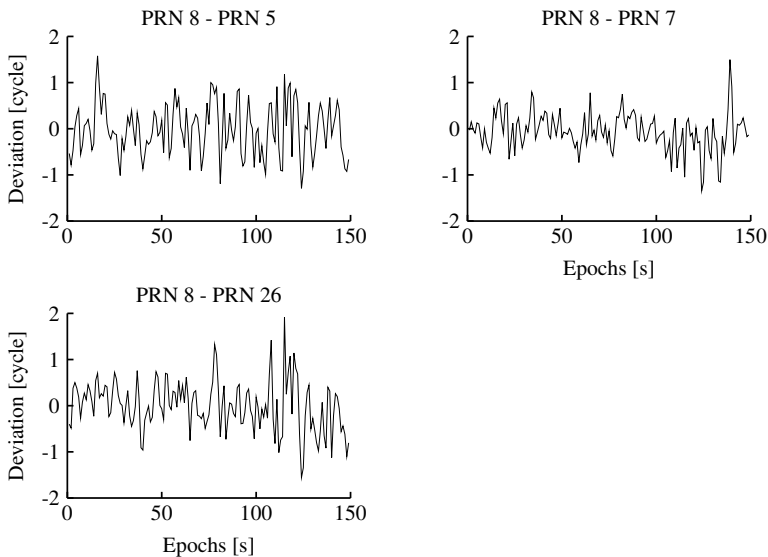 PRN 8 - PRN 5
2
1
0
-1
-2
Deviation [cycle]
0 50 100 150
PRN 8 - PRN 7
2
1
0
-1
-2
0 50 100 150
Epochs [s]
PRN 8 - PRN 26
2
1
0
-1
-2
Deviation [cycle]
0 50 100 150
Epochs [s]